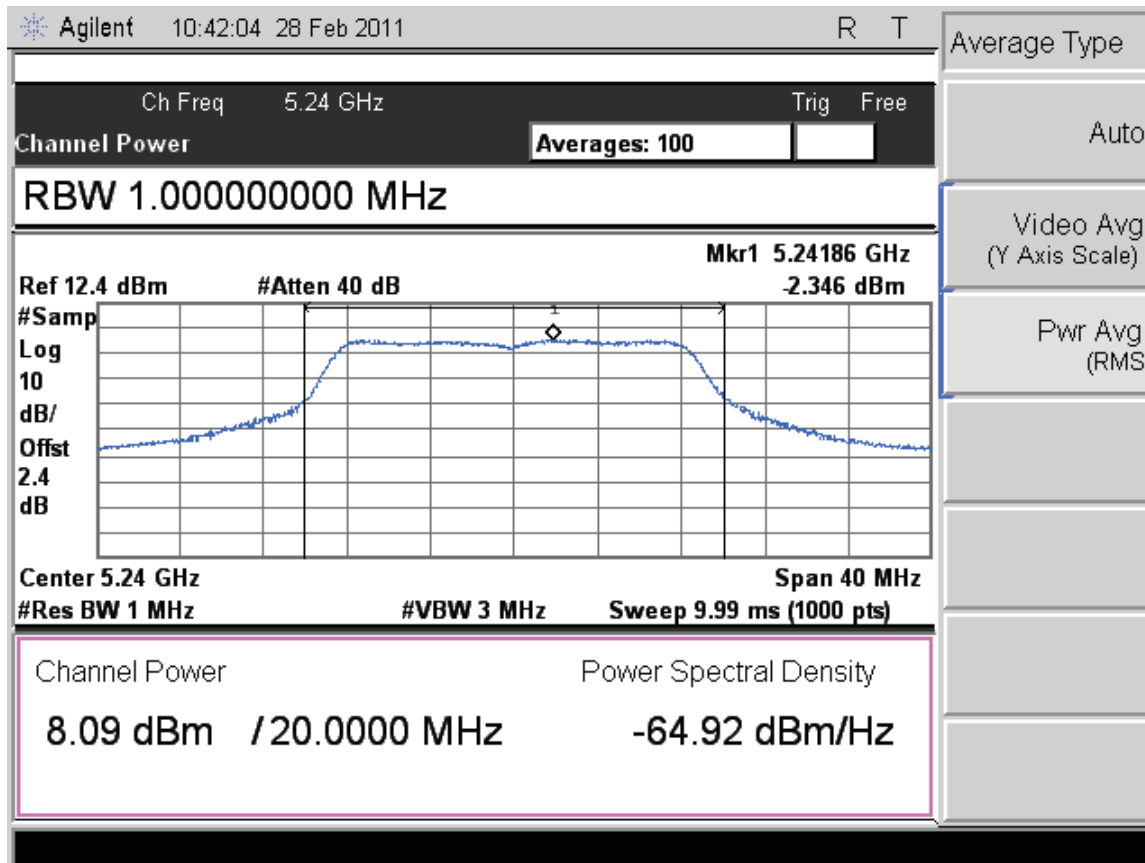 Agilent 10:42:04 28 Feb 2011 R T
Average Type
Ch Freq 5.24 GHz Trig Free
Channel Power Averages: 100
Auto
RBW 1.000000000 MHz
Video Avg
(Y Axis Scale)
Mkr1 5.24186 GHz
Ref 12.4 dBm #Atten 40 dB -2.346 dBm
#Samp
Log
10
dB/
Offst
2.4
dB
1
Pwr Avg
(RMS
Center 5.24 GHz Span 40 MHz
#Res BW 1 MHz #VBW 3 MHz Sweep 9.99 ms (1000 pts)
Channel Power Power Spectral Density
8.09 dBm / 20.0000 MHz -64.92 dBm/Hz